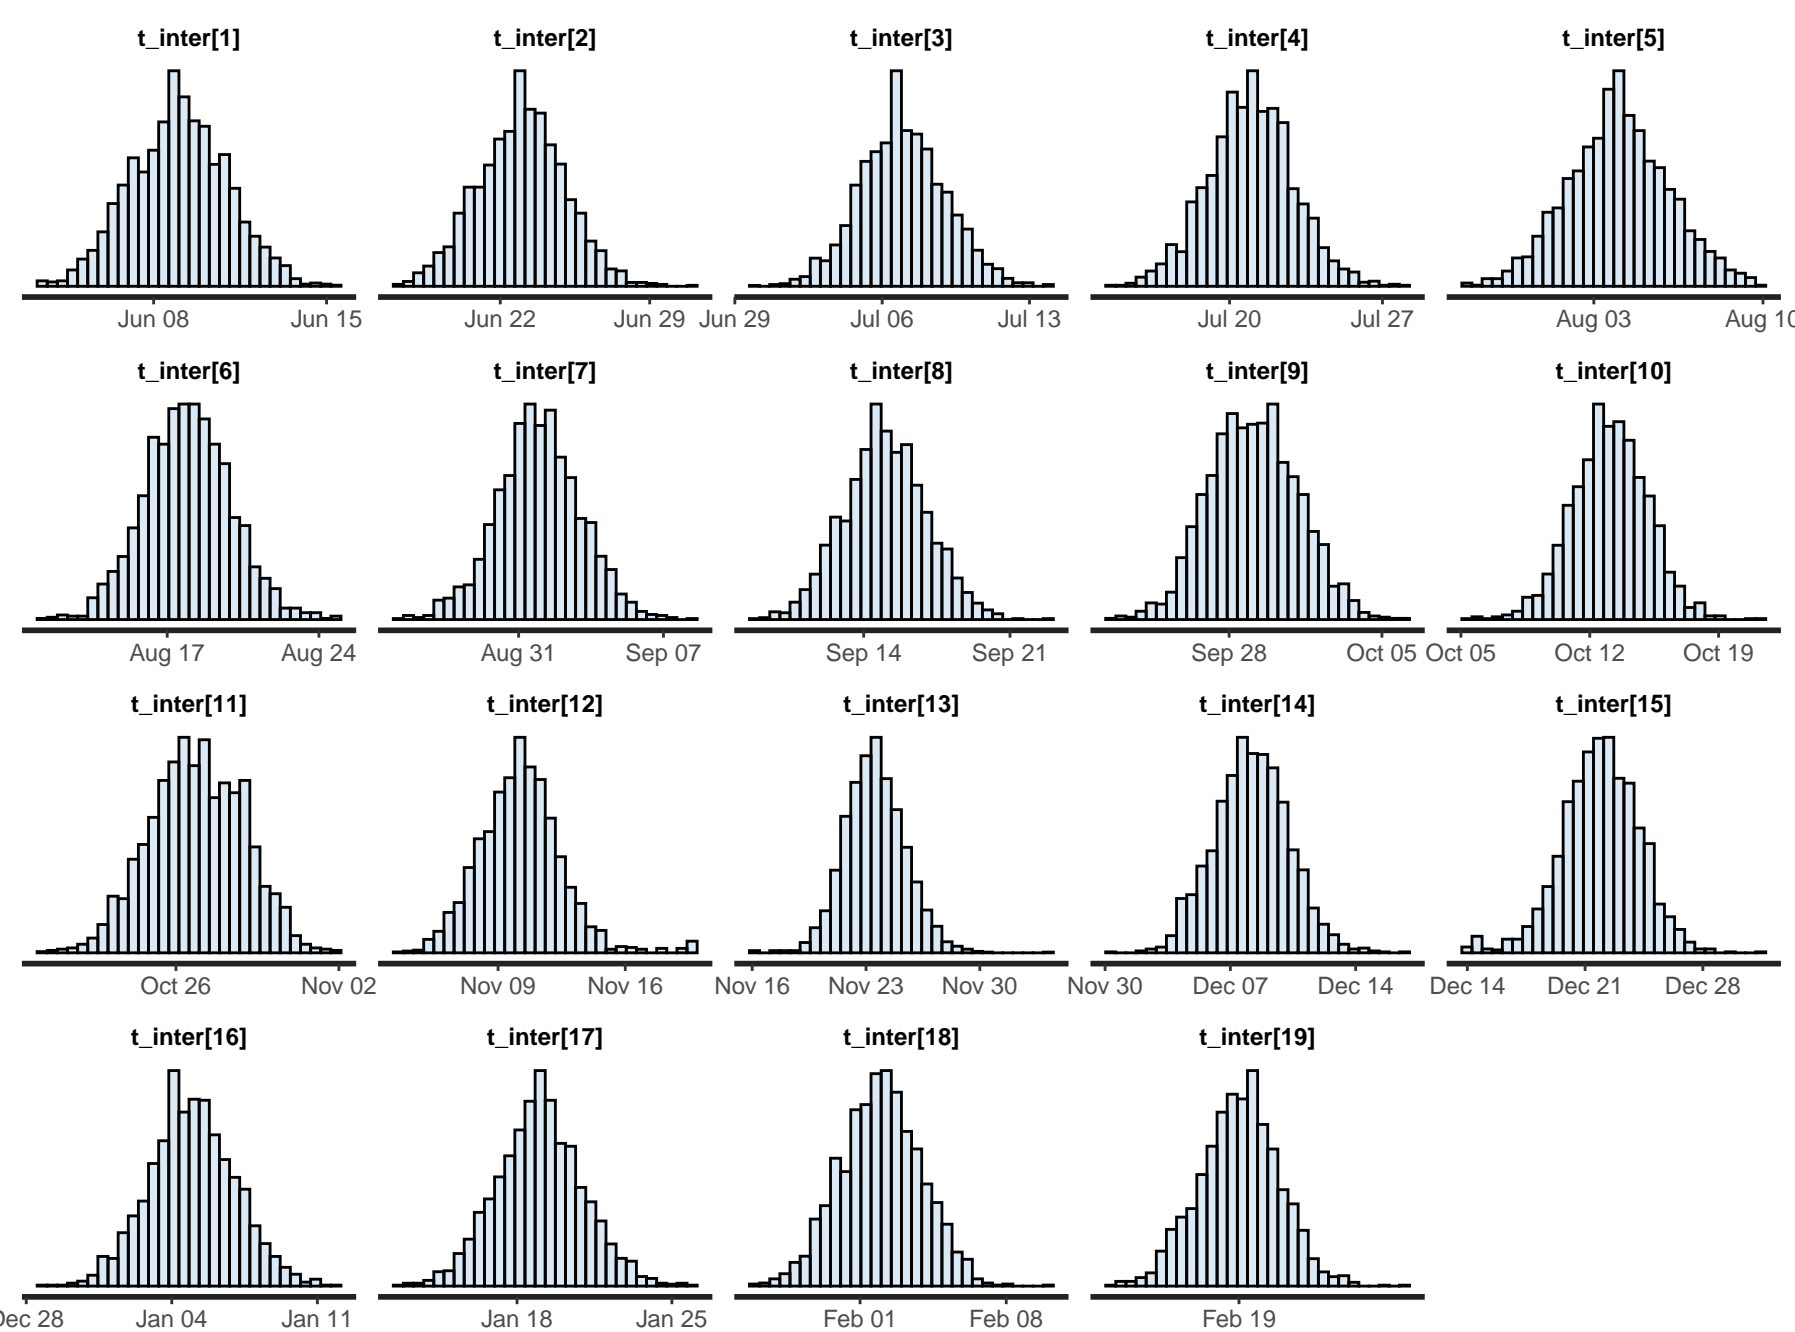 t_inter[1] t_inter[2] t_inter[3] t_inter[4] t_inter[5]
Jun 08 Jun 15 Jun 22 Jun 29 Jun 29 Jul 06 Jul 13 Jul 20 Jul 27 Aug 03 Aug 10
t_inter[6] t_inter[7] t_inter[8] t_inter[9] t_inter[10]
Aug 17 Aug 24 Aug 31 Sep 07 Sep 14 Sep 21 Sep 28 Oct 05 Oct 05 Oct 12 Oct 19
t_inter[11] t_inter[12] t_inter[13] t_inter[14] t_inter[15]
Oct 26 Nov 02 Nov 09 Nov 16 Nov 16 Nov 23 Nov 30 Nov 30 Dec 07 Dec 14 Dec 14 Dec 21 Dec 28
t_inter[16] t_inter[17] t_inter[18] t_inter[19]
Dec 28 Jan 04 Jan 11 Jan 18 Jan 25 Feb 01 Feb 08 Feb 19